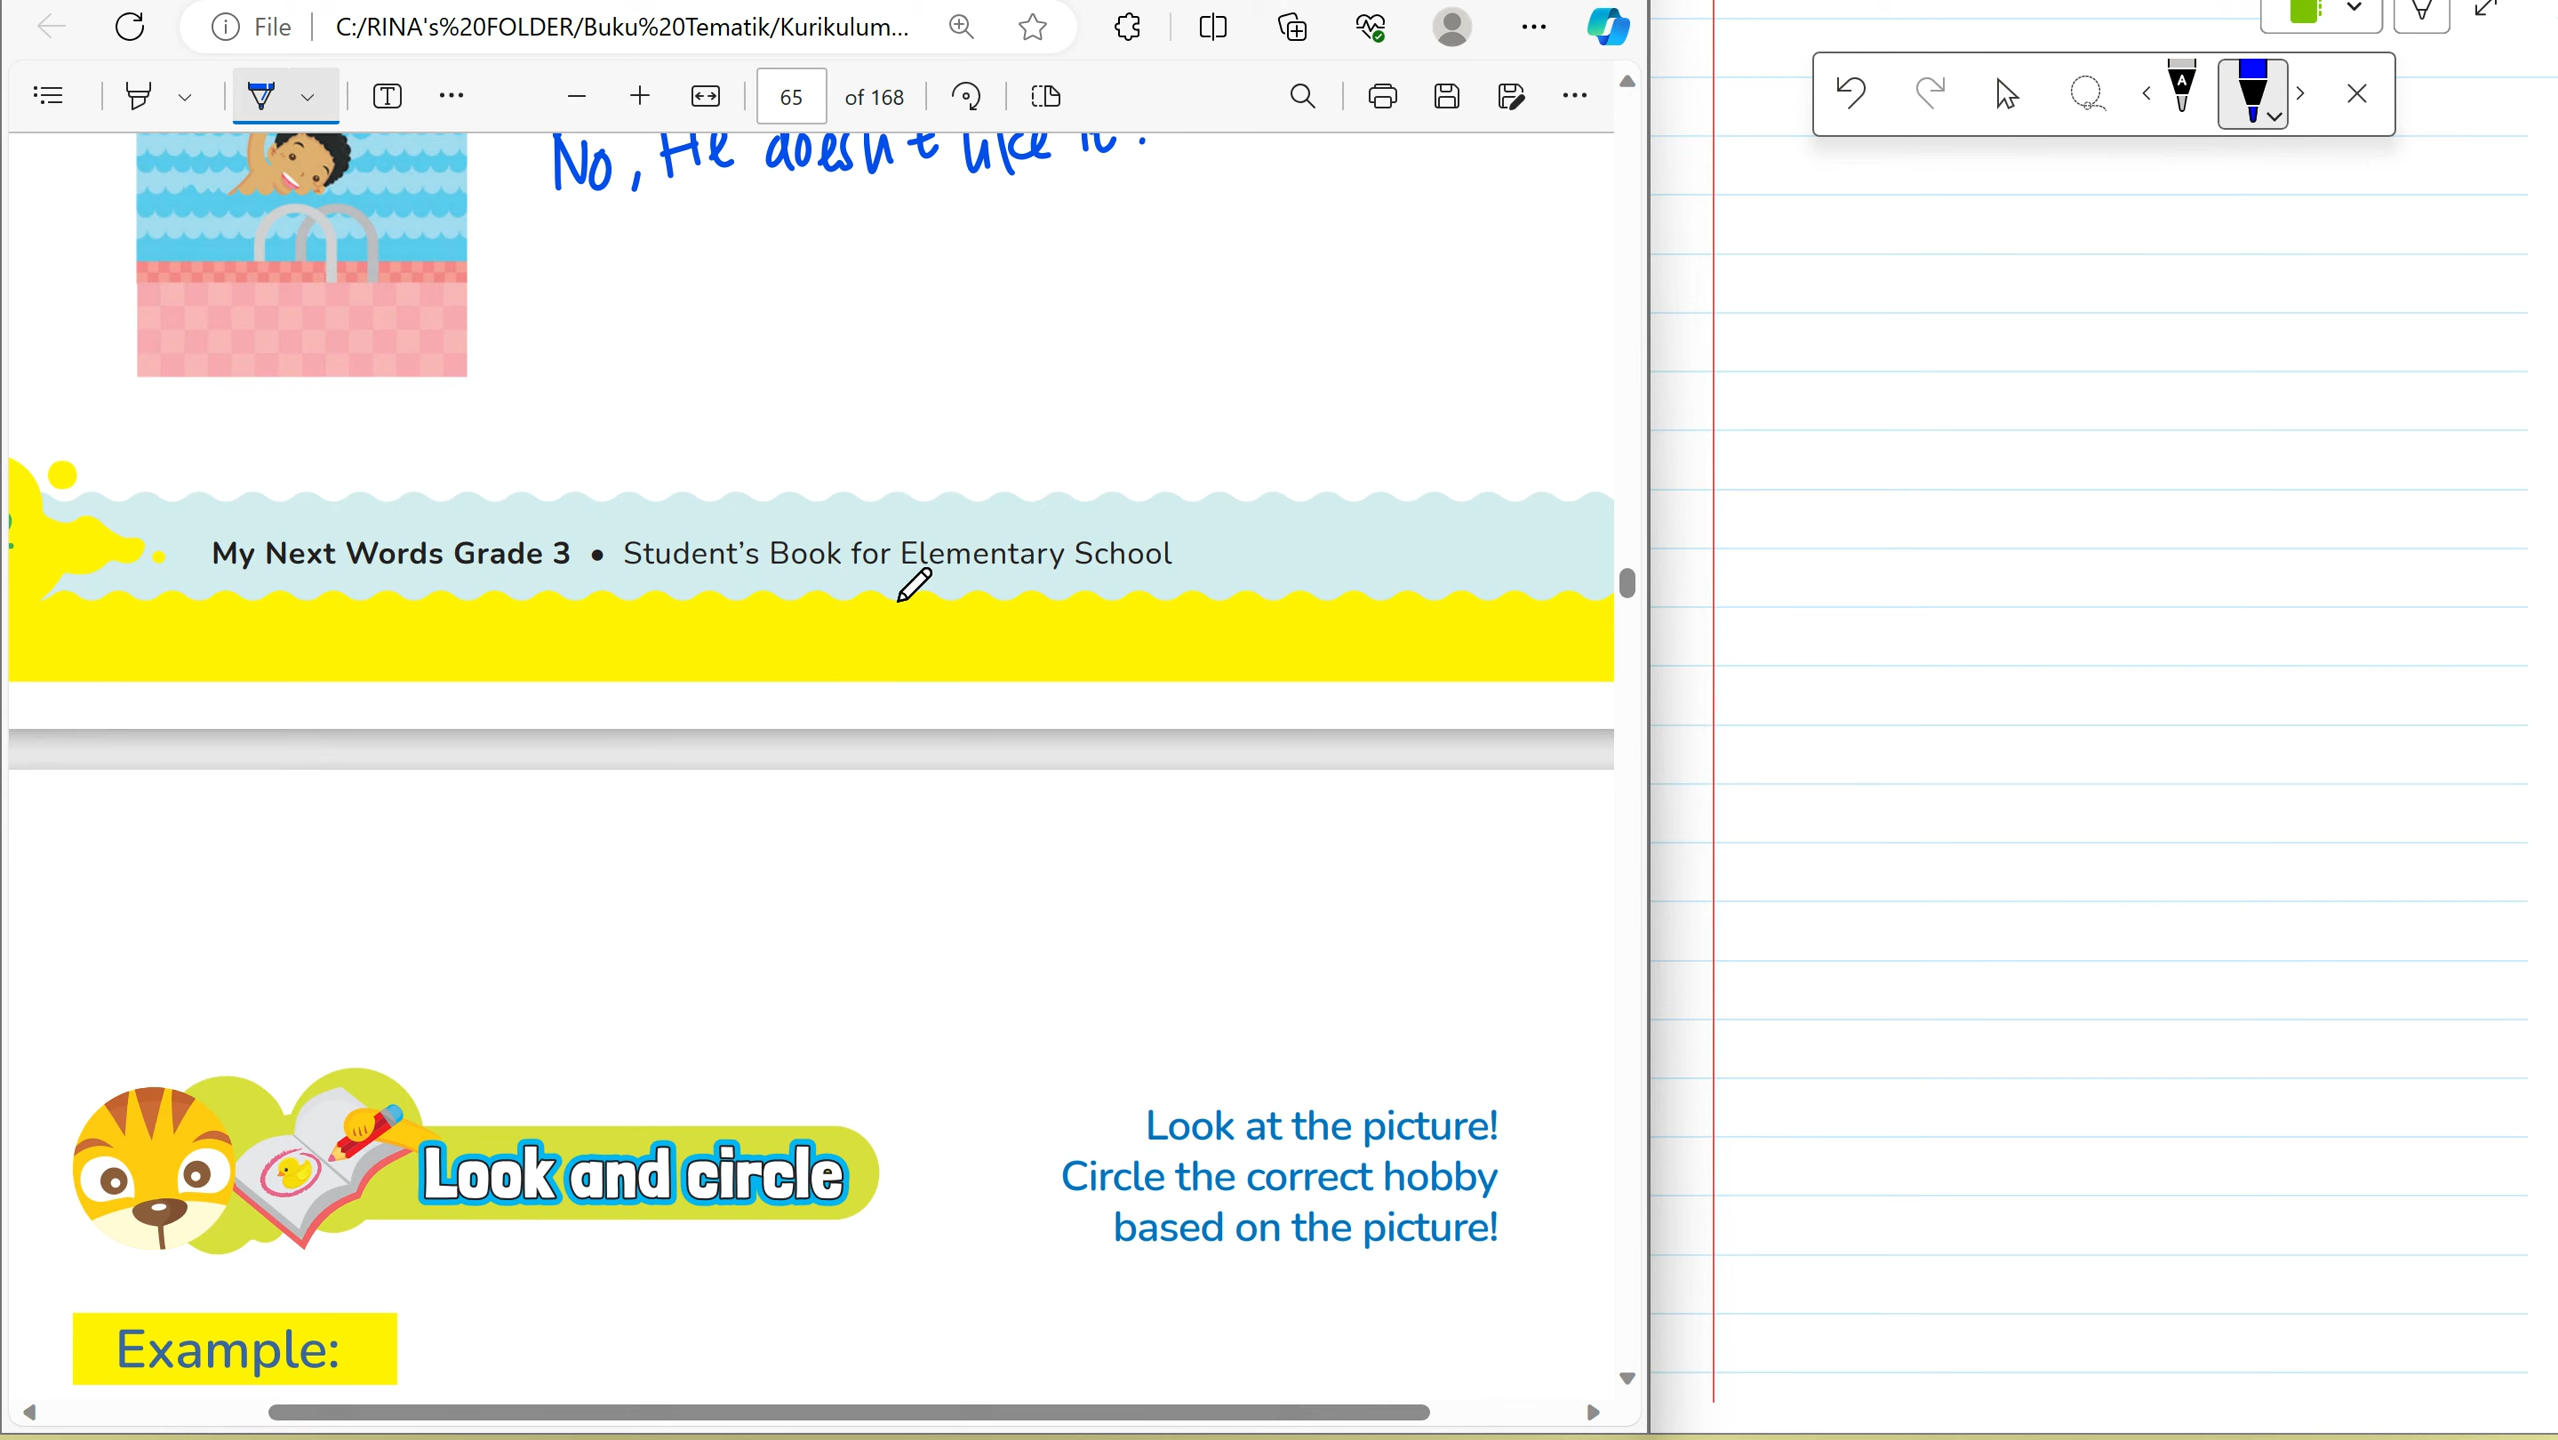 File
C:/RINA's%20FOLDER/Buku%20Tematik/Kurikulum...
65 of 168
No, He doesn't like it.
My Next Words Grade 3 • Student's Book for Elementary School
Look and circle
Look at the picture!
Circle the correct hobby
based on the picture!
Example: